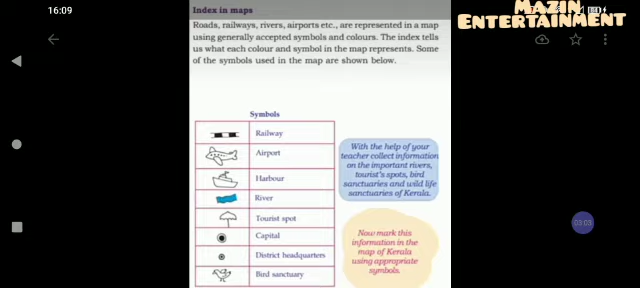 16:09
MAZIN
ENTERTAINMENT
Index in maps
Roads, railways, rivers, airports etc., are represented in a map
using generally accepted symbols and colours. The index tells
us what each colour and symbol in the map represents. Some
of the symbols used in the map are shown below.
Symbols
Railway
Airport
Harbour
River
Tourist spot
Capital
District headquarters
Bird sanctuary
With the help of your
teacher collect information
on the important rivers,
tourist's spots, bird
sanctuaries and wild life
sanctuaries of Kerala.
Now mark this
information in the
map of Kerala
using appropriate
symbols.
03:03